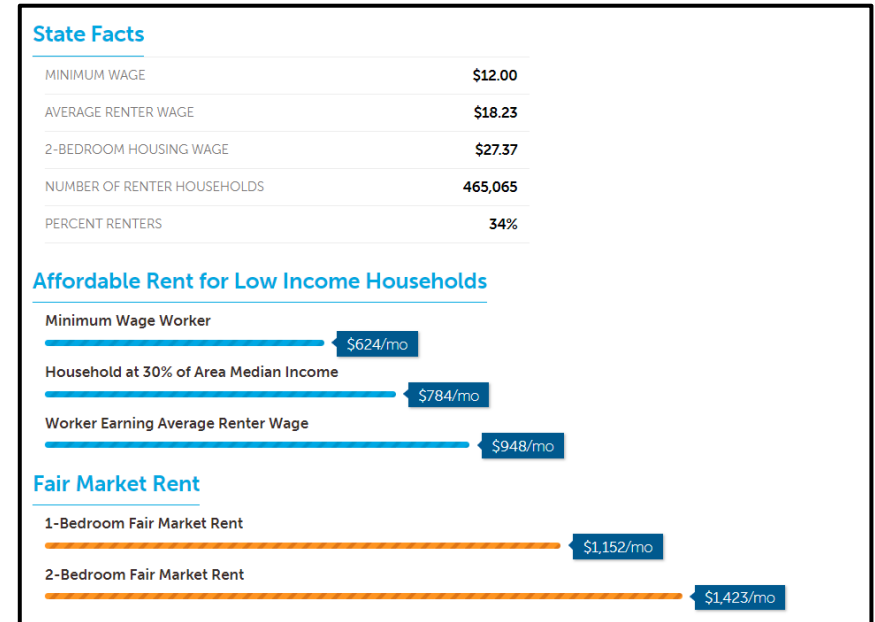 State Facts
MINIMUM WAGE $12.00
AVERAGE RENTER WAGE $18.23
2-BEDROOM HOUSING WAGE $27.37
NUMBER OF RENTER HOUSEHOLDS 465,065
PERCENT RENTERS 34%
Affordable Rent for Low Income Households
Minimum Wage Worker
$624/mo
Household at 30% of Area Median Income
$784/mo
Worker Earning Average Renter Wage
$948/mo
Fair Market Rent
1-Bedroom Fair Market Rent
$1,152/mo
2-Bedroom Fair Market Rent
$1,423/mo